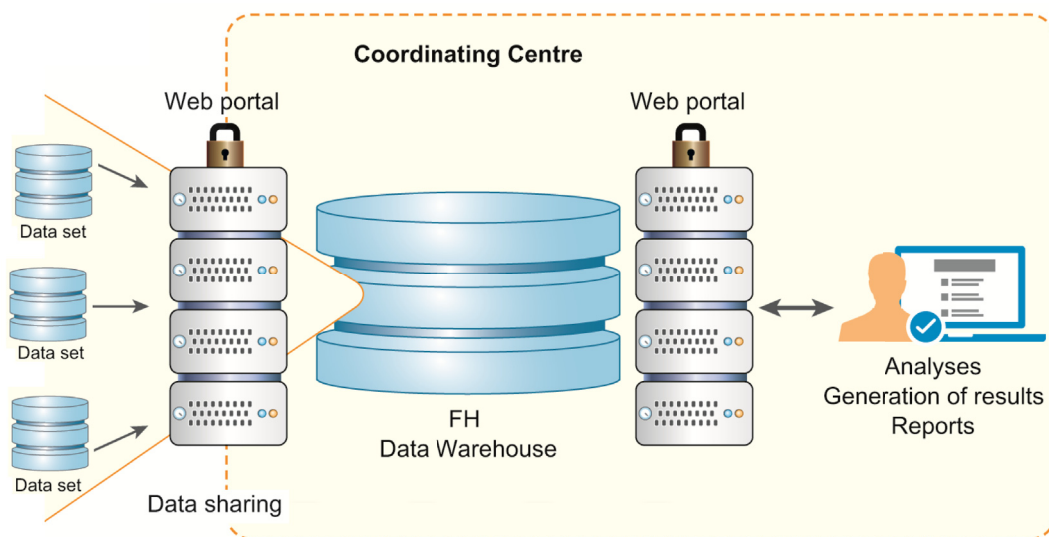 Coordinating Centre
Web portal
Web portal
Data set
Data set
Data set
Data sharing
FH
Data Warehouse
Analyses
Generation of results
Reports